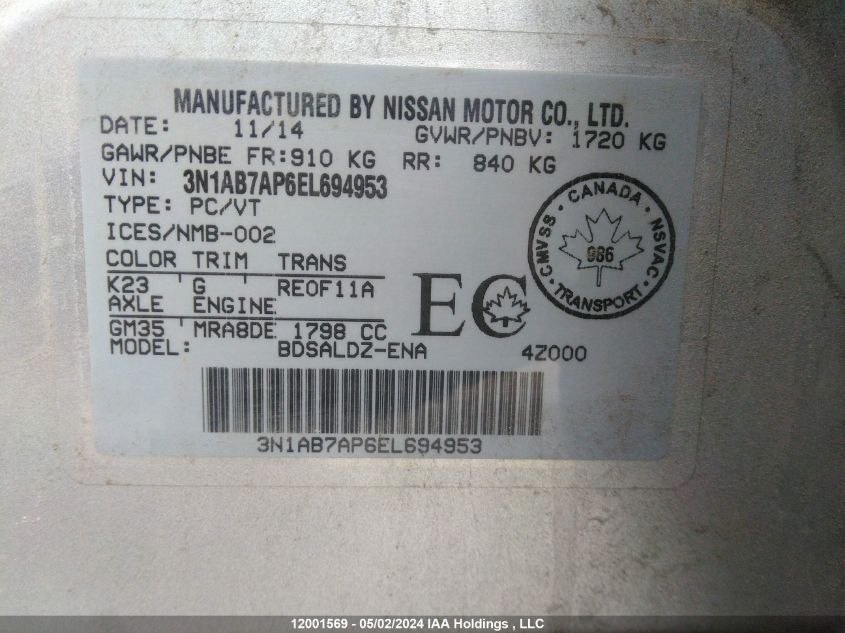 MANUFACTURED BY NISSAN MOTOR CO., LTD.
DATE: 11/14 GVWR/PNBV: 1720 KG
GAWR/PNBE FR:910 KG RR: 840 KG
VIN: 3N1AB7AP6EL694953
TYPE: PC/VT
ICES/NMB-002
COLOR TRIM TRANS
K23 G RE0F11A
AXLE ENGINE
GM35 MRA8DE 1798 CC
MODEL: BDSALDZ-ENA 4Z000
EC
CMVSS · CANADA · NSVAC · TRANSPORT ·
986
3N1AB7AP6EL694953
12001569 - 05/02/2024 IAA Holdings , LLC